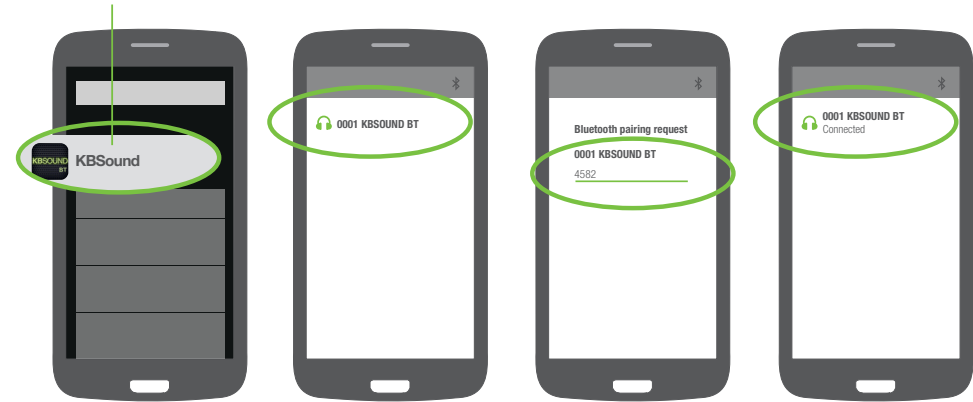 KBSOUND
BT
KBSound
0001 KBSOUND BT
Bluetooth pairing request
0001 KBSOUND BT
4582
0001 KBSOUND BT
Connected